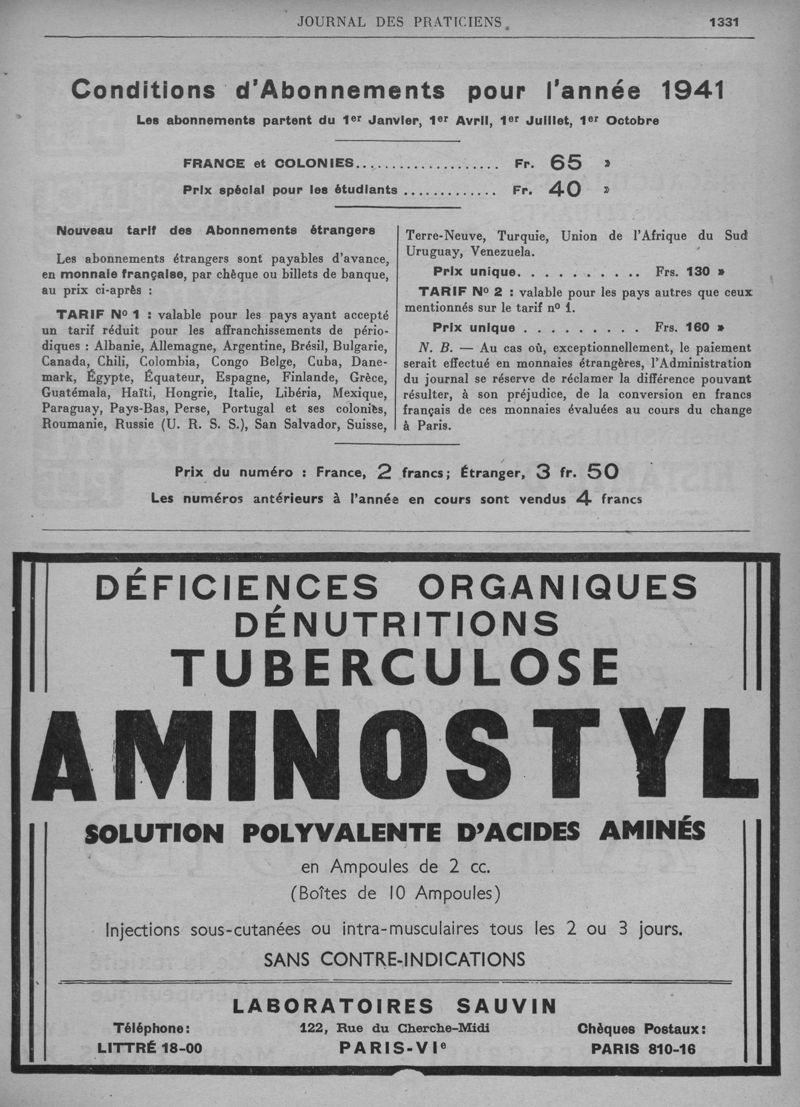 JOURNAL DES PRATICIENS.
1331
Conditions d'Abonnements pour l'année 1941
Les abonnements partent du 1er Janvier, 1er Avril, 1er Juillet, 1er Octobre
FRANCE et COLONIES.................... Fr. 65 »
Prix spécial pour les étudiants ............. Fr. 40 »
Nouveau tarif des Abonnements étrangers
Les abonnements étrangers sont payables d'avance,
en monnaie française, par chèque ou billets de banque,
au prix ci-après :
TARIF No 1 : valable pour les pays ayant accepté
un tarif réduit pour les affranchissements de pério-
diques : Albanie, Allemagne, Argentine, Brésil, Bulgarie,
Canada, Chili, Colombia, Congo Belge, Cuba, Dane-
mark, Égypte, Équateur, Espagne, Finlande, Grèce,
Guatémala, Haïti, Hongrie, Italie, Libéria, Mexique,
Paraguay, Pays-Bas, Perse, Portugal et ses colonies,
Roumanie, Russie (U. R. S. S.), San Salvador, Suisse,
Terre-Neuve, Turquie, Union de l'Afrique du Sud
Uruguay, Venezuela.
Prix unique. . . . . . . . . . Frs. 130 »
TARIF No 2 : valable pour les pays autres que ceux
mentionnés sur le tarif no 1.
Prix unique . . . . . . . . . Frs. 160 »
N. B. — Au cas où, exceptionnellement, le paiement
serait effectué en monnaies étrangères, l'Administration
du journal se réserve de réclamer la différence pouvant
résulter, à son préjudice, de la conversion en francs
français de ces monnaies évaluées au cours du change
à Paris.
Prix du numéro : France, 2 francs; Étranger, 3 fr. 50
Les numéros antérieurs à l'année en cours sont vendus 4 francs
DÉFICIENCES ORGANIQUES
DÉNUTRITIONS
TUBERCULOSE
AMINOSTYL
SOLUTION POLYVALENTE D'ACIDES AMINÉS
en Ampoules de 2 cc.
(Boîtes de 10 Ampoules)
Injections sous-cutanées ou intra-musculaires tous les 2 ou 3 jours.
SANS CONTRE-INDICATIONS
LABORATOIRES SAUVIN
Téléphone:
LITTRÉ 18-00
122, Rue du Cherche-Midi
PARIS-VIe
Chèques Postaux:
PARIS 810-16